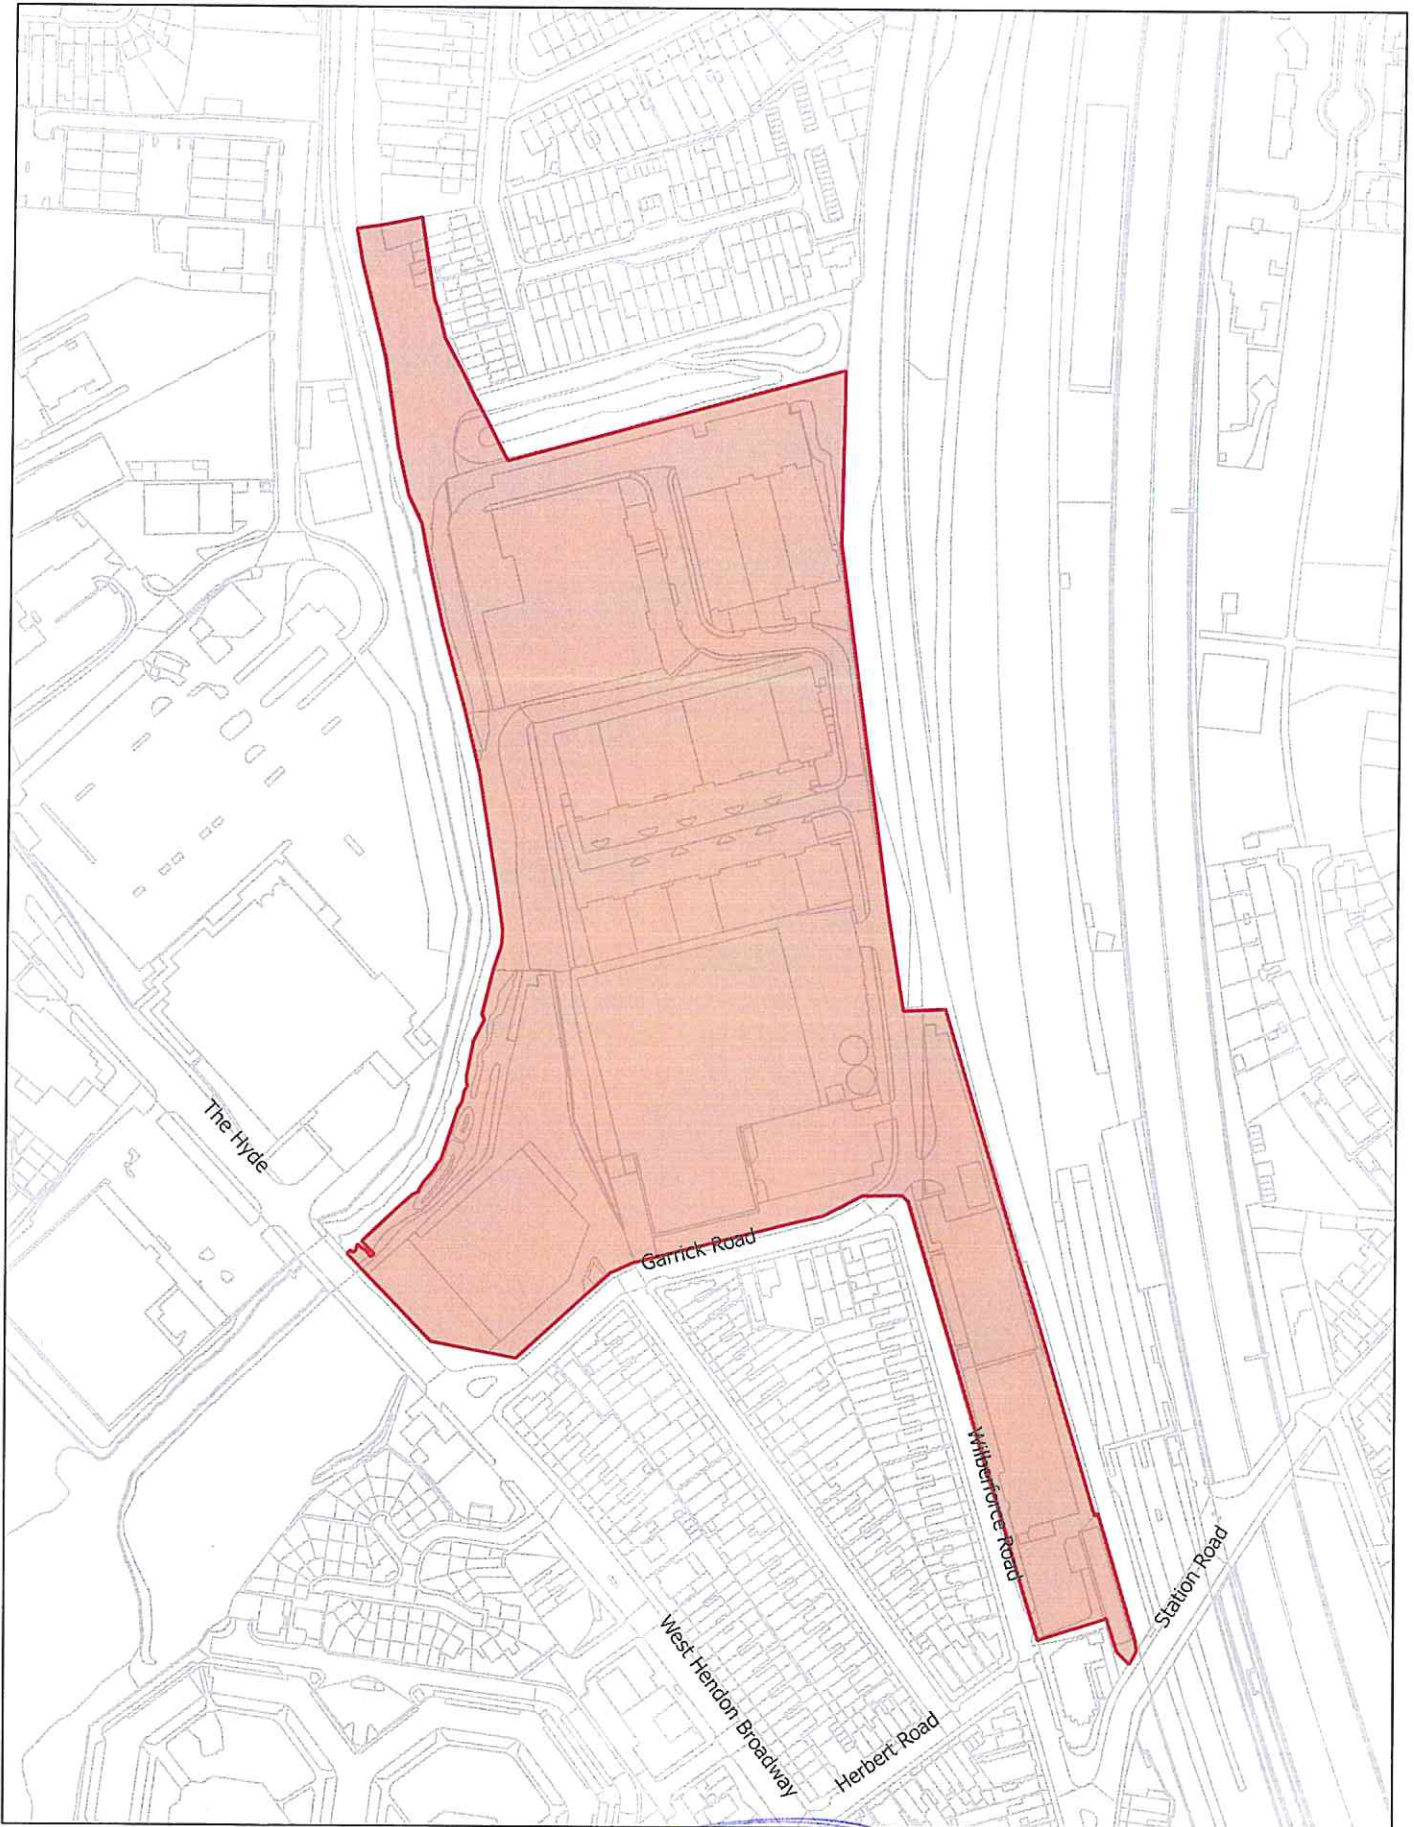 The Hyde
Garrick Road
Wilberforce Road
Station Road
West Hendon Broadway
Herbert Road